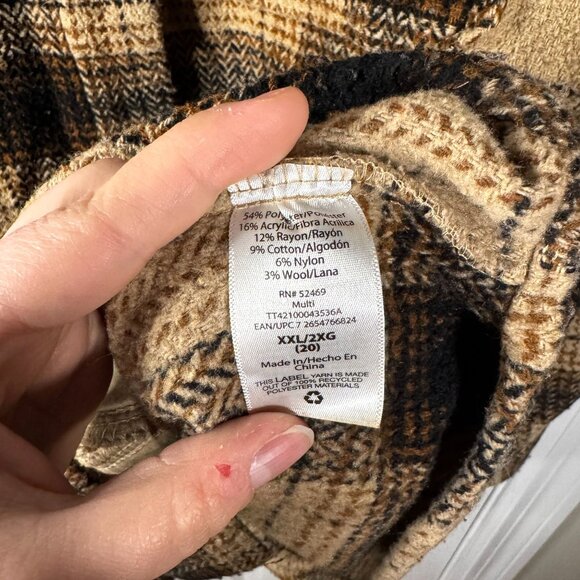 54% Polyester/Poliéster
16% Acrylic/Fibra Acrilica
12% Rayon/Rayón
9% Cotton/Algodón
6% Nylon
3% Wool/Lana
RN# 52469
Multi
TT42100043536A
EAN/UPC 7 2654766824
XXL/2XG
(20)
Made In/Hecho En
China
THIS LABEL YARN IS MADE
OUT OF 100% RECYCLED
POLYESTER MATERIALS